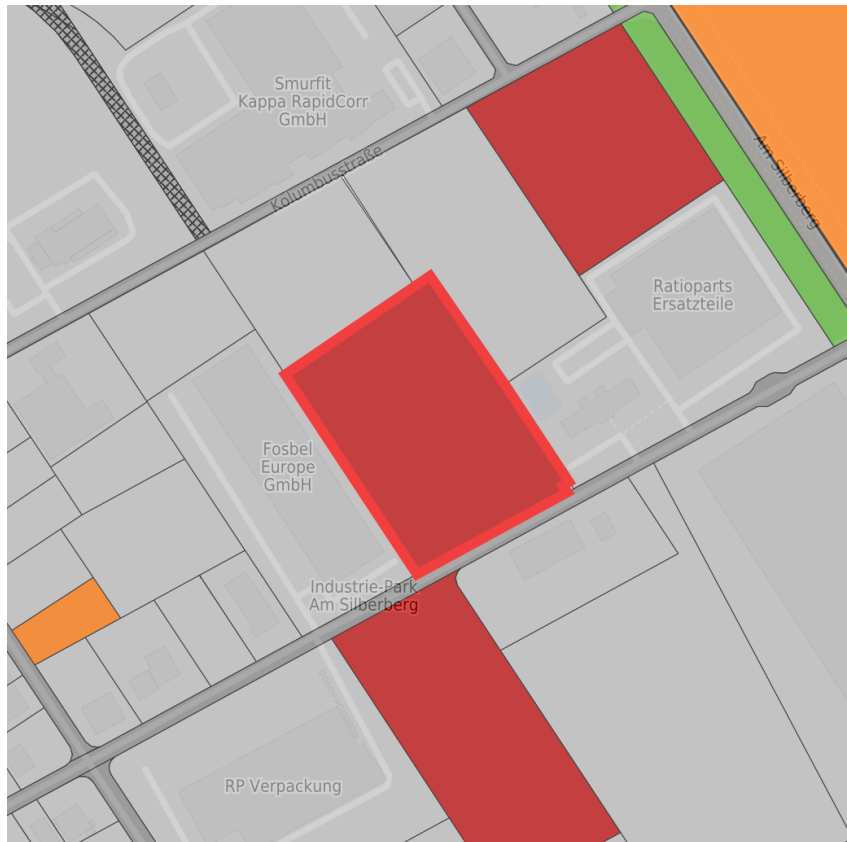 Smurfit
Kappa RapidCorr
GmbH
Kolumbusstraße
Am Silberberg
Ratioparts
Ersatzteile
Fosbel
Europe
GmbH
Industrie-Park
Am Silberberg
RP Verpackung